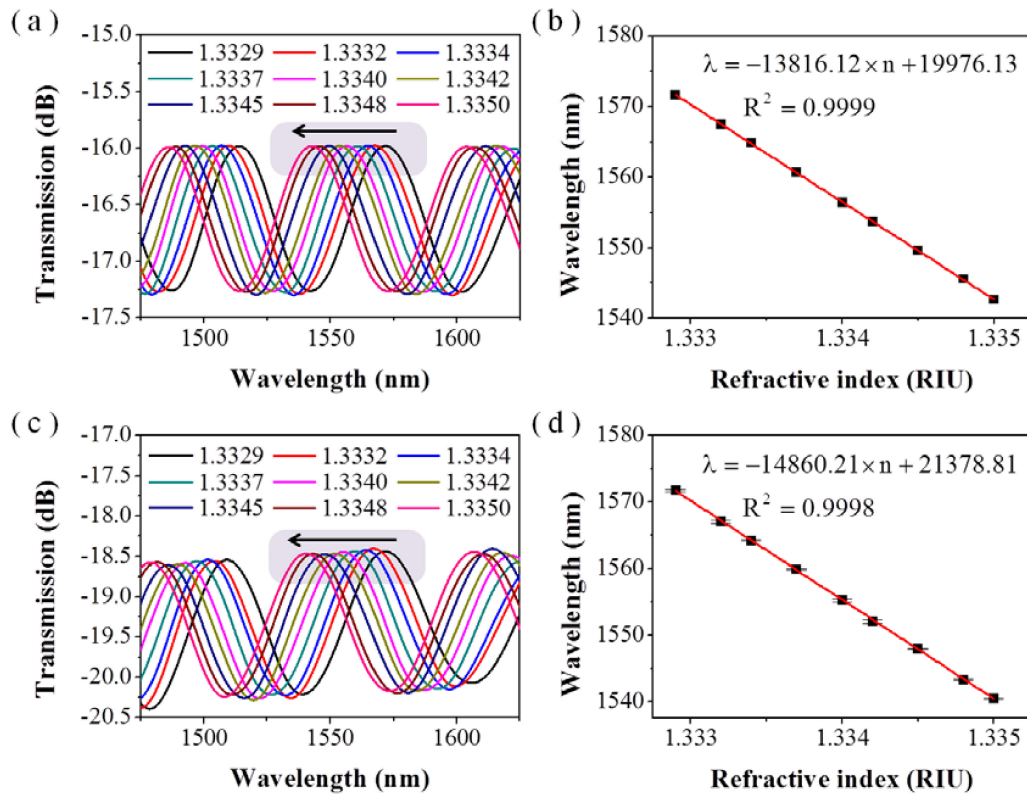 ( a )
-15.0
-15.5
-16.0
-16.5
-17.0
-17.5
Transmission (dB)
1.3329 1.3332 1.3334
1.3337 1.3340 1.3342
1.3345 1.3348 1.3350
1500 1550 1600
Wavelength (nm)
( b )
1580
1570
1560
1550
1540
Wavelength (nm)
λ = −13816.12 × n + 19976.13
R² = 0.9999
1.333 1.334 1.335
Refractive index (RIU)
( c )
-17.0
-17.5
-18.0
-18.5
-19.0
-19.5
-20.0
-20.5
Transmission (dB)
1.3329 1.3332 1.3334
1.3337 1.3340 1.3342
1.3345 1.3348 1.3350
1500 1550 1600
Wavelength (nm)
( d )
1580
1570
1560
1550
1540
Wavelength (nm)
λ = −14860.21 × n + 21378.81
R² = 0.9998
1.333 1.334 1.335
Refractive index (RIU)